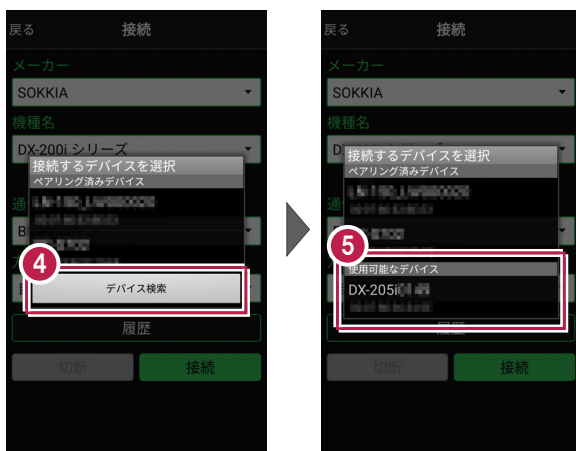 戻る 接続
メーカー
SOKKIA
機種名
DX-200i シリーズ
接続するデバイスを選択
ペアリング済みデバイス
通
B
4
デバイス検索
履歴
切断 接続
戻る 接続
メーカー
SOKKIA
機種名
D
接続するデバイスを選択
ペアリング済みデバイス
通
5
使用可能なデバイス
DX-205i
履歴
切断 接続